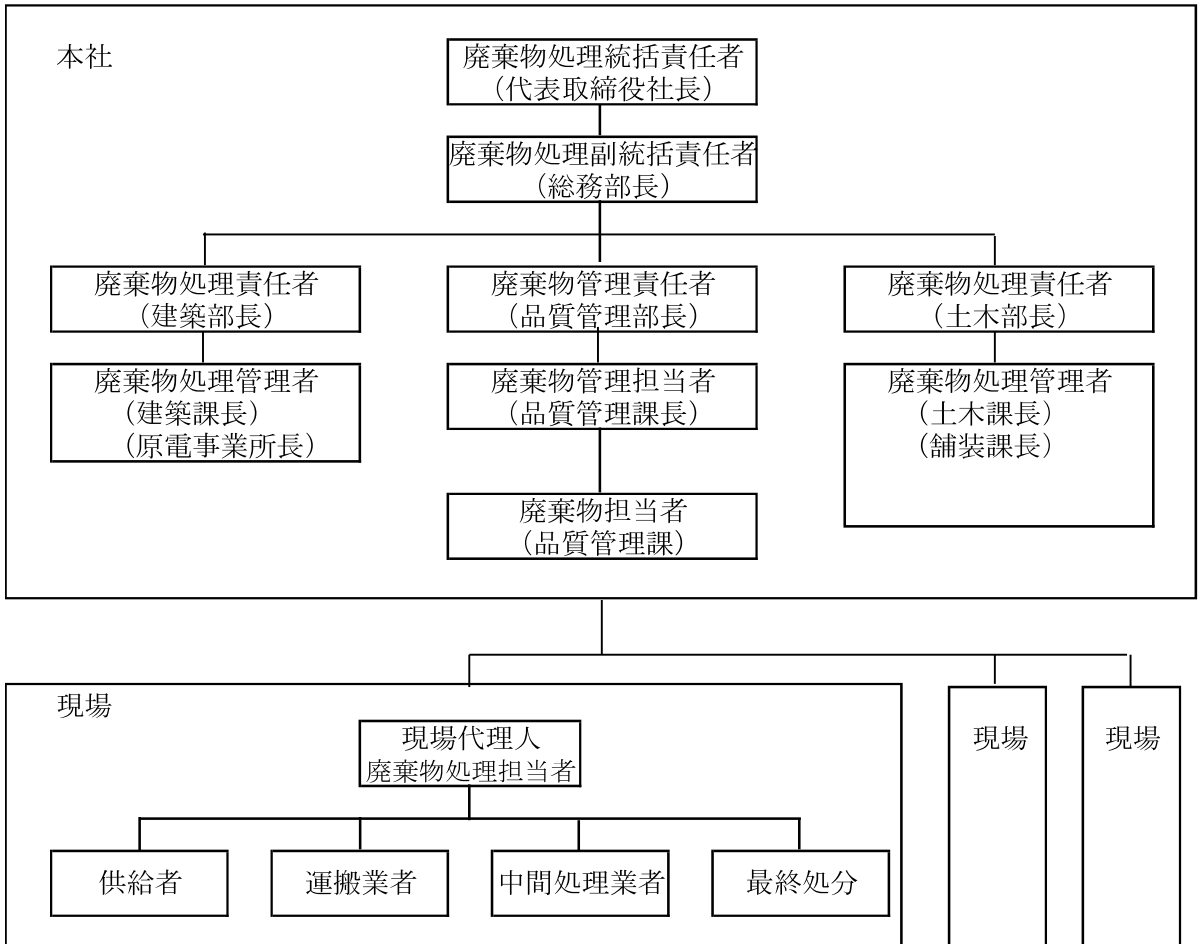 本社
廃棄物処理統括責任者
（代表取締役社長）
廃棄物処理副統括責任者
（総務部長）
廃棄物処理責任者
（建築部長）
廃棄物管理責任者
（品質管理部長）
廃棄物処理責任者
（土木部長）
廃棄物処理管理者
（建築課長）
（原電事業所長）
廃棄物管理担当者
（品質管理課長）
廃棄物処理管理者
（土木課長）
（舗装課長）
廃棄物担当者
（品質管理課）
現場
現場代理人
廃棄物処理担当者
供給者
運搬業者
中間処理業者
最終処分
現場
現場